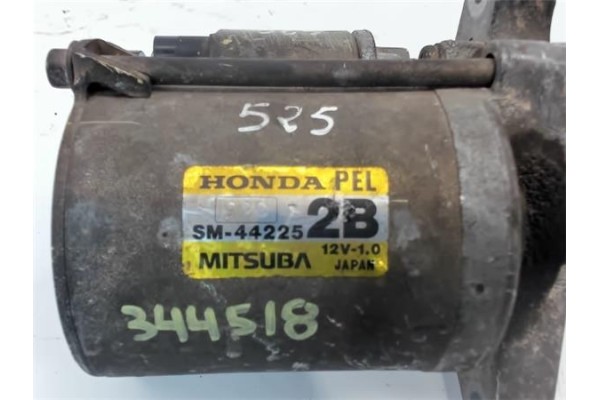 525
HONDA PEL
SM-44225 2B
12V-1.0
MITSUBA JAPAN
344518